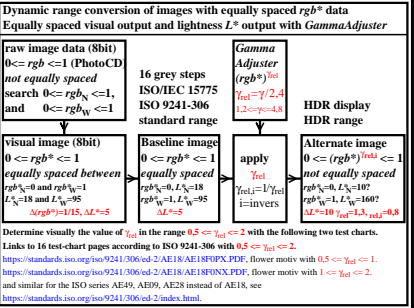 Dynamic range conversion of images with equally spaced rgb* data
Equally spaced visual output and lightness L* output with GammaAdjuster
raw image data (8bit)
0<= rgb <=1 (PhotoCD)
not equally spaced
search 0<= rgbN <=1,
and 0<= rgbW <=1
16 grey steps
ISO/IEC 15775
ISO 9241-306
standard range
Gamma
Adjuster
(rgb*)γrel
γrel=γ/2,4
1,2<=γ<=4,8
HDR display
HDR range
visual image (8bit)
0 <= rgb* <= 1
equally spaced between
rgb*N=0 and rgb*W=1
L*N=18 and L*W=95
Δ(rgb*)=1/15, ΔL*=5
Baseline image
0 <= rgb* <= 1
equally spaced
rgb*N=0, L*N=18
rgb*W=1, L*W=95
ΔL*=5
apply
γrel
γrel,i=1/γrel
i=invers
Alternate image
0 <= (rgb*)γrel,i <= 1
not equally spaced
rgb*N=0, L*N=10?
rgb*W=1, L*W=160?
ΔL*=10 γrel=1,3, rel,i=0,8
Determine visually the value of γrel in the range 0,5 <= γrel <= 2 with the following two test charts.
Links to 16 test-chart pages according to ISO 9241-306 with 0,5 <= γrel <= 2.
https://standards.iso.org/iso/9241/306/ed-2/AE18/AE18F0PX.PDF, flower motiv with 0,5 <= γrel <= 1.
https://standards.iso.org/iso/9241/306/ed-2/AE18/AE18F0NX.PDF, flower motiv with 1 <= γrel <= 2.
and similar for the ISO series AE49, AE09, AE28 instead of AE18, see
https://standards.iso.org/iso/9241/306/ed-2/index.html.